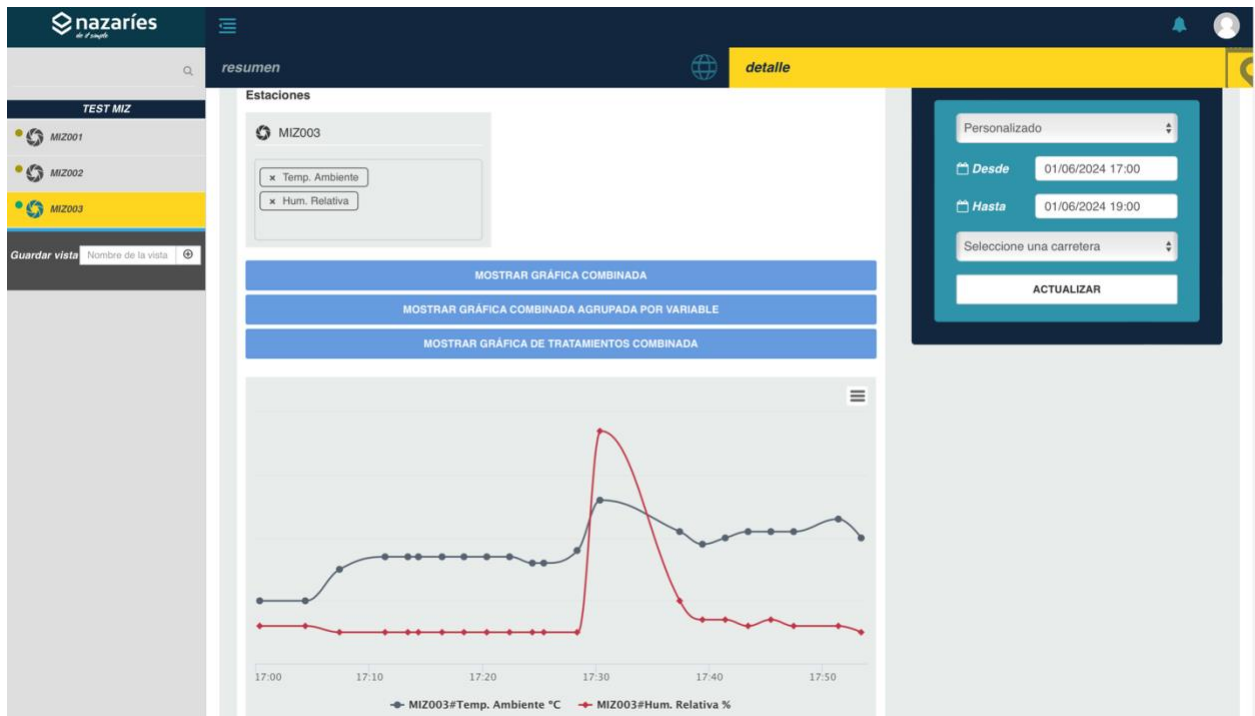 nazaríes
resumen
detalle
TEST MIZ
MIZ001
MIZ002
MIZ003
Guardar vista
Nombre de la vista
Estaciones
MIZ003
× Temp. Ambiente
× Hum. Relativa
MOSTRAR GRÁFICA COMBINADA
MOSTRAR GRÁFICA COMBINADA AGRUPADA POR VARIABLE
MOSTRAR GRÁFICA DE TRATAMIENTOS COMBINADA
17:00 17:10 17:20 17:30 17:40 17:50
MIZ003#Temp. Ambiente °C MIZ003#Hum. Relativa %
Personalizado
Desde 01/06/2024 17:00
Hasta 01/06/2024 19:00
Seleccione una carretera
ACTUALIZAR